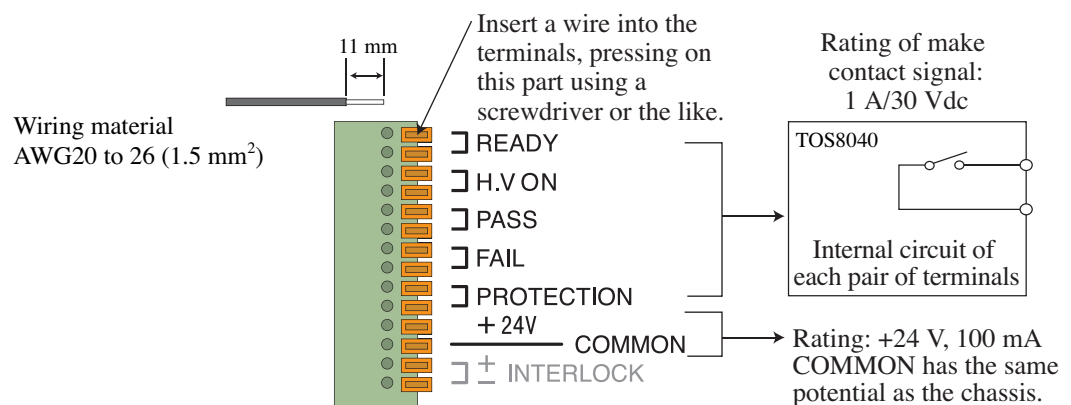 Insert a wire into the
terminals, pressing on
this part using a
screwdriver or the like.
11 mm
Wiring material
AWG20 to 26 (1.5 mm²)
READY
H.V ON
PASS
FAIL
PROTECTION
+ 24V
COMMON
± INTERLOCK
Rating of make
contact signal:
1 A/30 Vdc
TOS8040
Internal circuit of
each pair of terminals
Rating: +24 V, 100 mA
COMMON has the same
potential as the chassis.